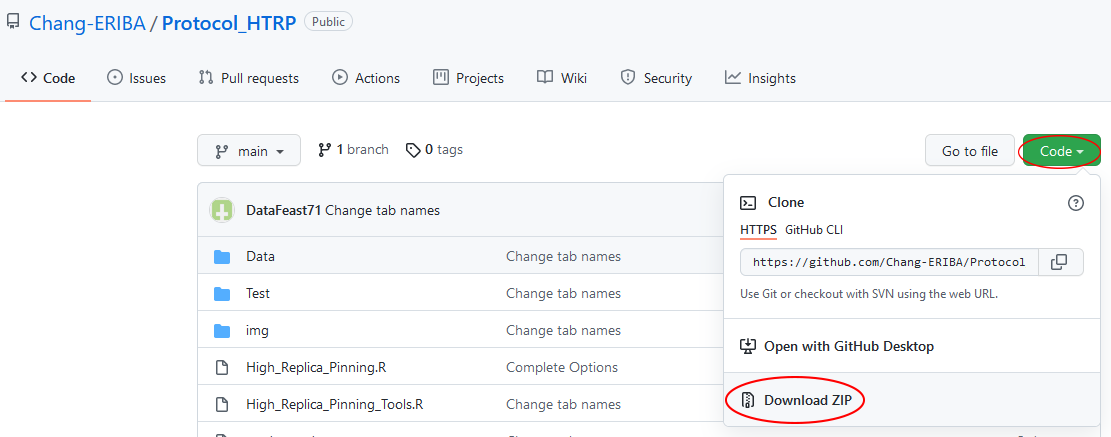 Chang-ERIBA / Protocol_HTRP Public
Code Issues Pull requests Actions Projects Wiki Security Insights
main 1 branch 0 tags Go to file Code
DataFeast71 Change tab names
Clone
HTTPS GitHub CLI
Data Change tab names
https://github.com/Chang-ERIBA/Protocol
Test Change tab names
Use Git or checkout with SVN using the web URL.
img Change tab names
Open with GitHub Desktop
High_Replica_Pinning.R Complete Options
High_Replica_Pinning_Tools.R Change tab names
Download ZIP